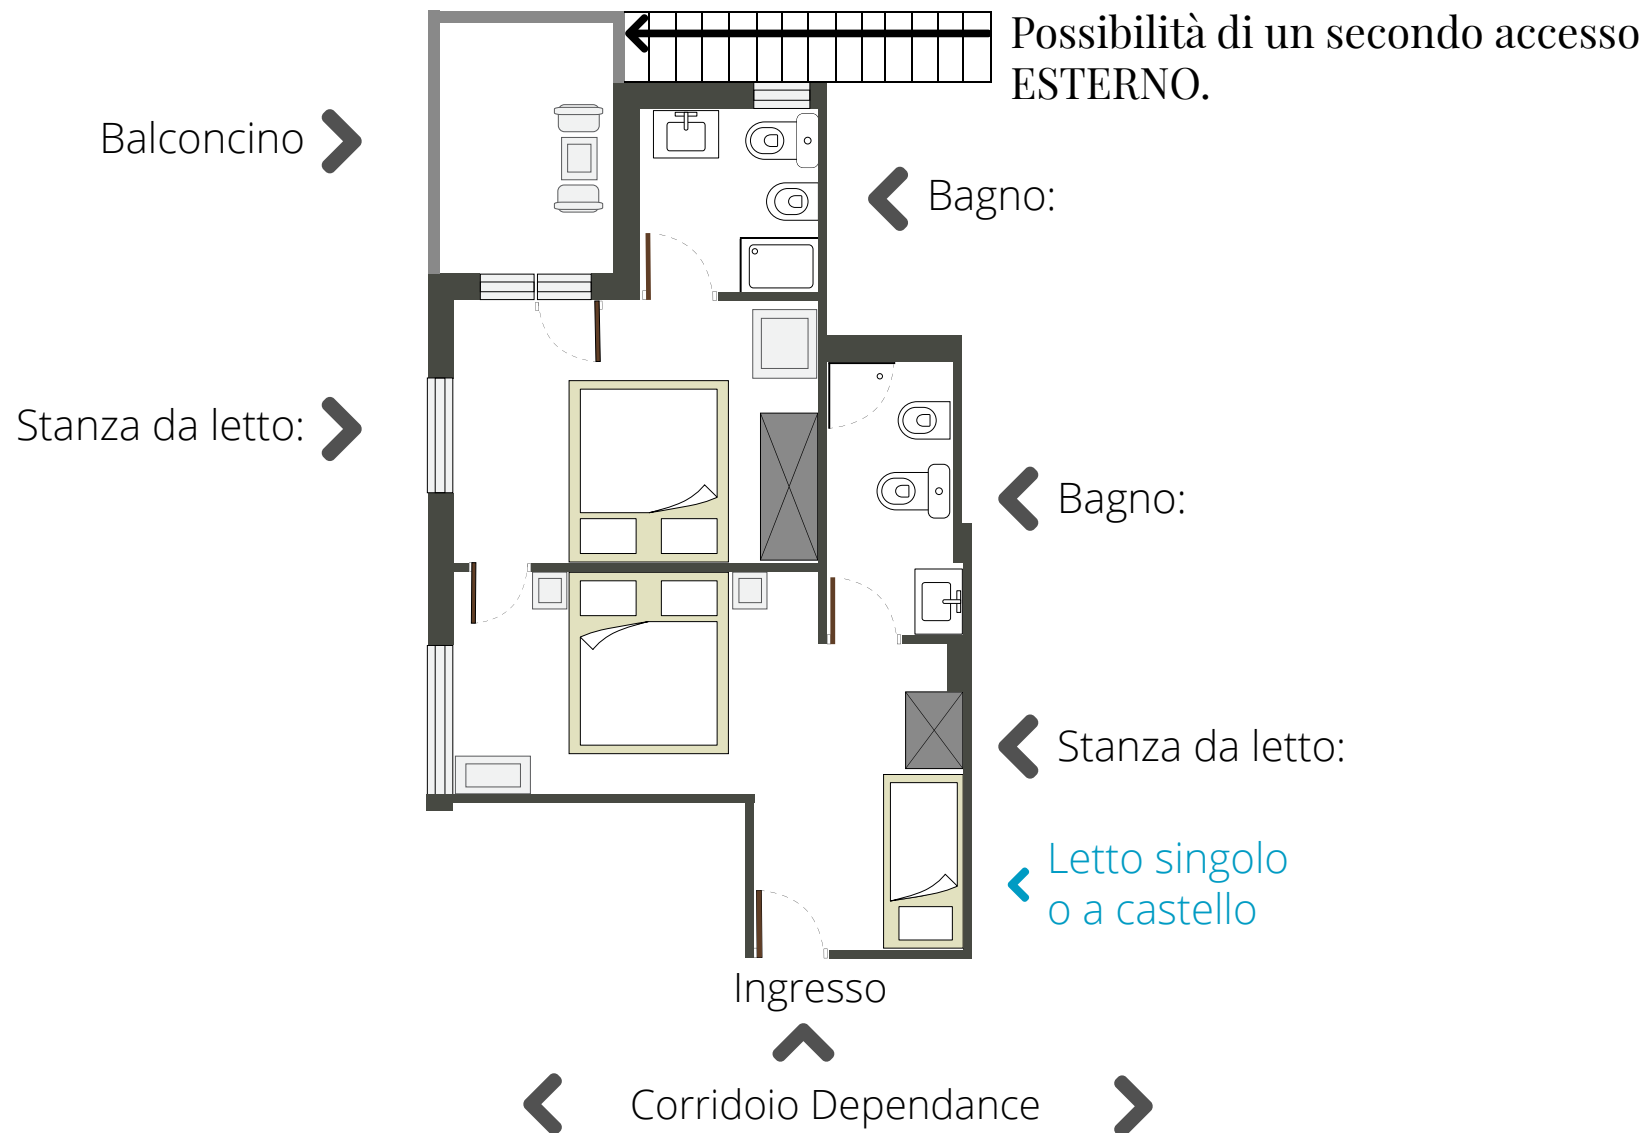 Possibilità di un secondo accesso
ESTERNO.
Balconcino
Bagno:
Stanza da letto:
Bagno:
Stanza da letto:
Letto singolo
o a castello
Ingresso
Corridoio Dependance